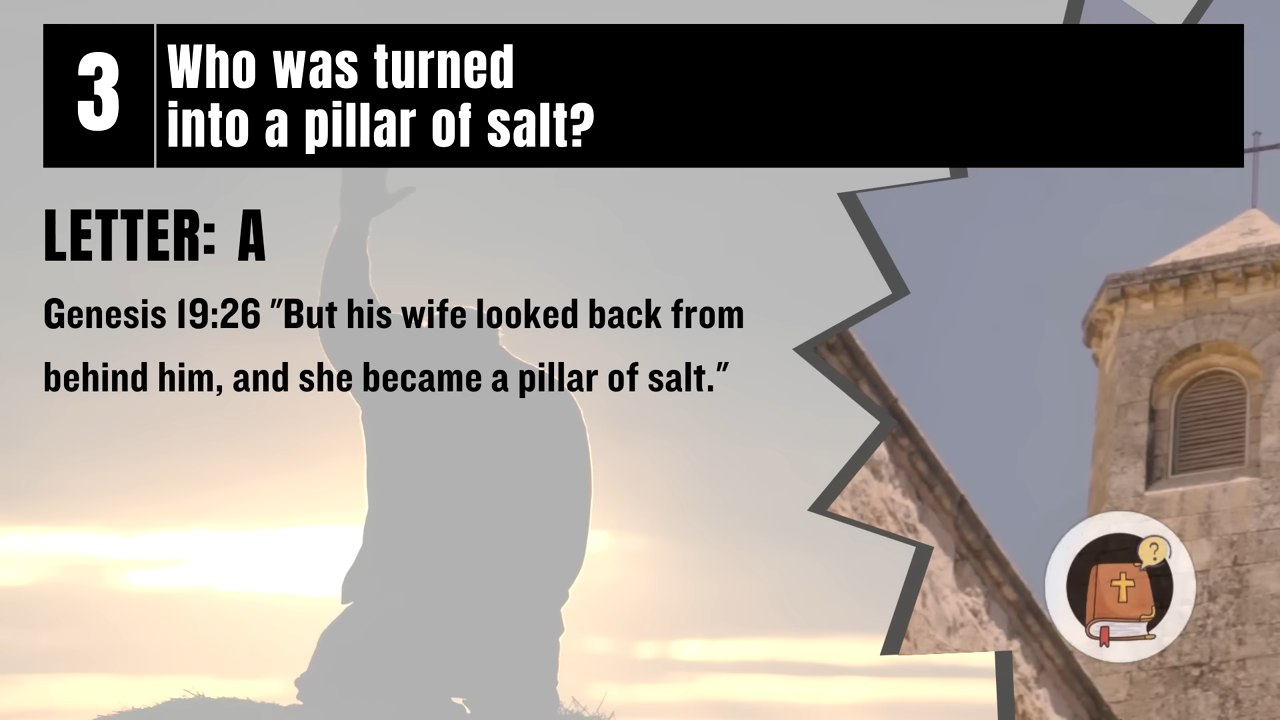 3
Who was turned
into a pillar of salt?
LETTER: A
Genesis 19:26 "But his wife looked back from
behind him, and she became a pillar of salt."
?